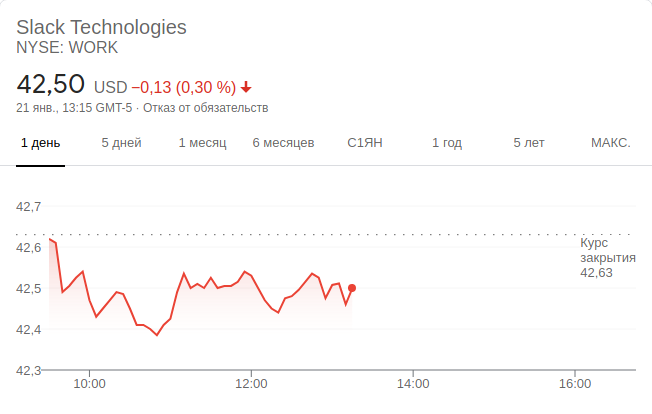 Slack Technologies
NYSE: WORK
42,50 USD −0,13 (0,30 %)
21 янв., 13:15 GMT-5 · Отказ от обязательств
1 день 5 дней 1 месяц 6 месяцев С1ЯН 1 год 5 лет МАКС.
42,7
42,6
42,5
42,4
42,3
Курс
закрытия
42,63
10:00 12:00 14:00 16:00